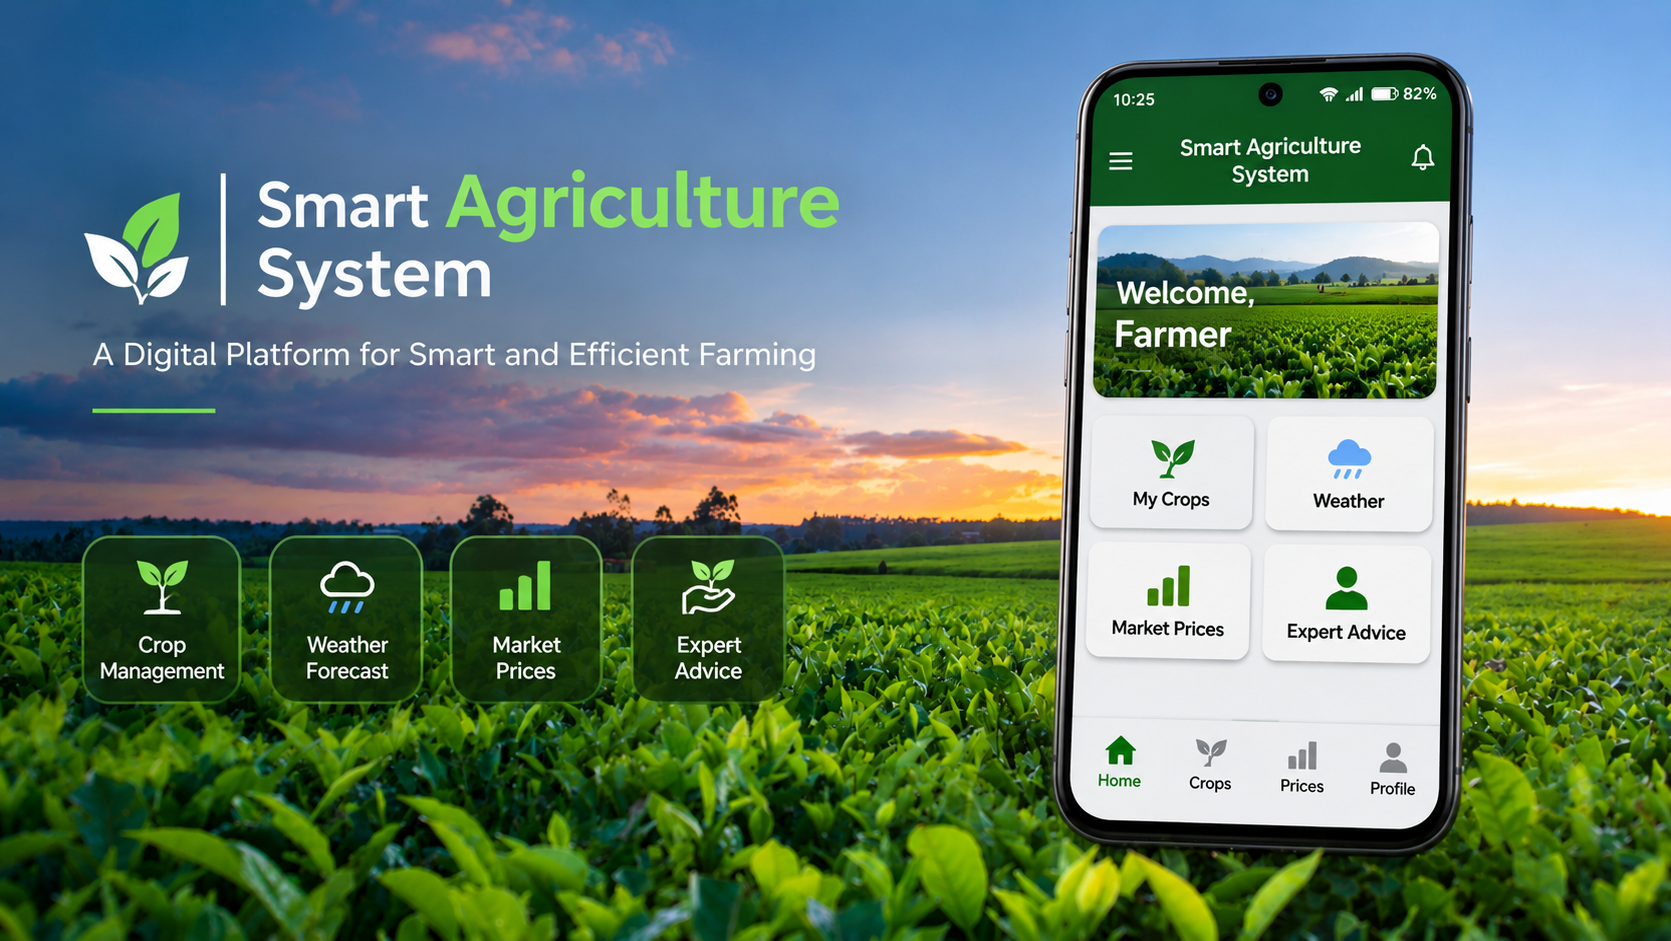 Smart Agriculture
System
A Digital Platform for Smart and Efficient Farming
Crop
Management
Weather
Forecast
Market
Prices
Expert
Advice
10:25
82%
Smart Agriculture
System
Welcome,
Farmer
My Crops
Weather
Market Prices
Expert Advice
Home
Crops
Prices
Profile